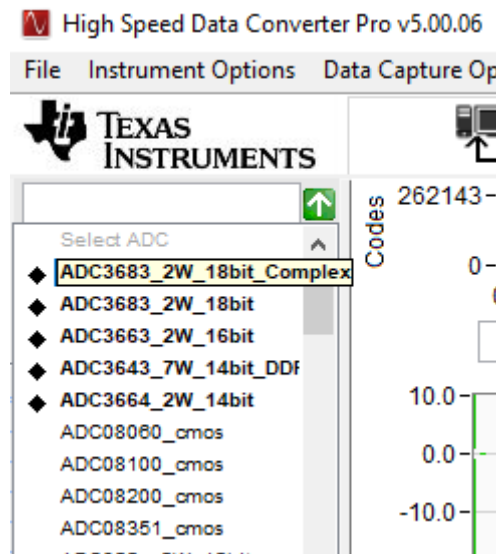 High Speed Data Converter Pro v5.00.06
File Instrument Options Data Capture Op
TEXAS
INSTRUMENTS
Codes
262143
0
Select ADC
ADC3683_2W_18bit_Complex
ADC3683_2W_18bit
ADC3663_2W_16bit
ADC3643_7W_14bit_DDF
ADC3664_2W_14bit
ADC08060_cmos
ADC08100_cmos
ADC08200_cmos
ADC08351_cmos
10.0
0.0
-10.0